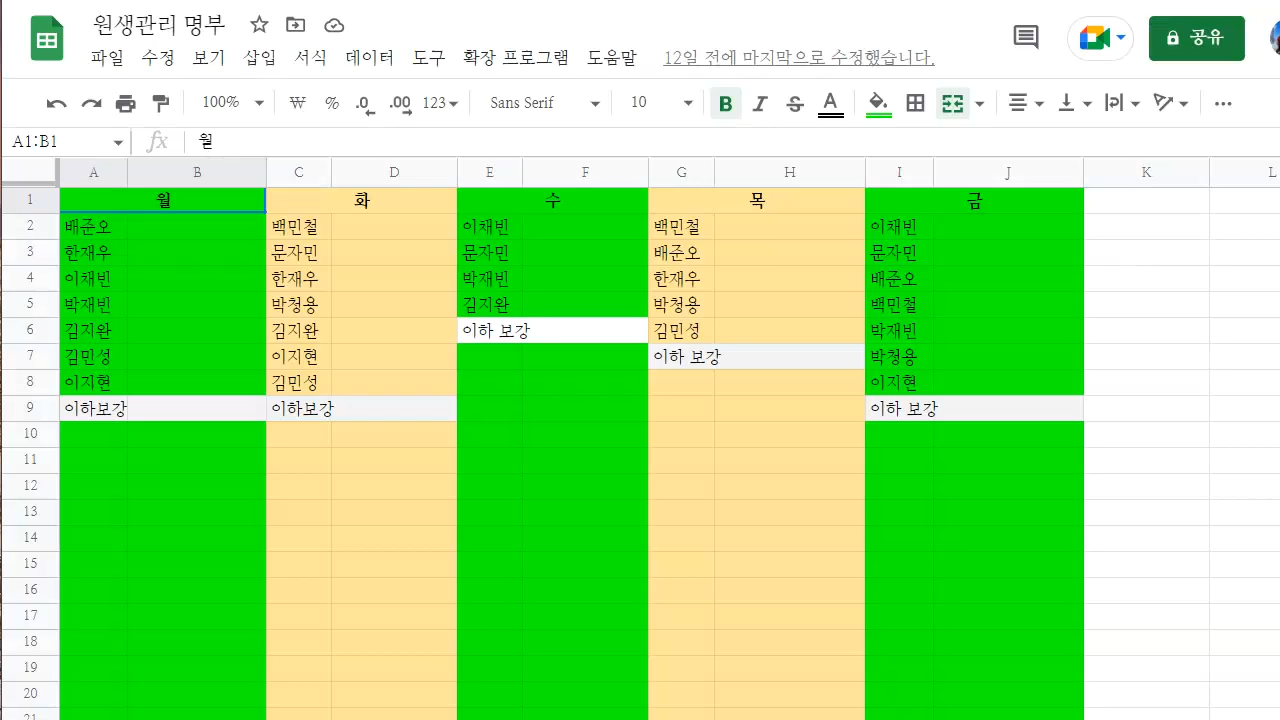 원생관리 명부
파일 수정 보기 삽입 서식 데이터 도구 확장 프로그램 도움말 12일 전에 마지막으로 수정했습니다.
공유
100% ₩ % .0 .00 123 Sans Serif 10 B I S A
A1:B1 fx 월
A B C D E F G H I J K L
1 월 화 수 목 금
2 배준오 백민철 이채빈 백민철 이채빈
3 한재우 문자민 문자민 배준오 문자민
4 이채빈 한재우 박재빈 한재우 배준오
5 박재빈 박청용 김지완 박청용 백민철
6 김지완 김지완 이하 보강 김민성 박재빈
7 김민성 이지현 이하 보강 박청용
8 이지현 김민성 이지현
9 이하보강 이하보강 이하 보강
10
11
12
13
14
15
16
17
18
19
20
21